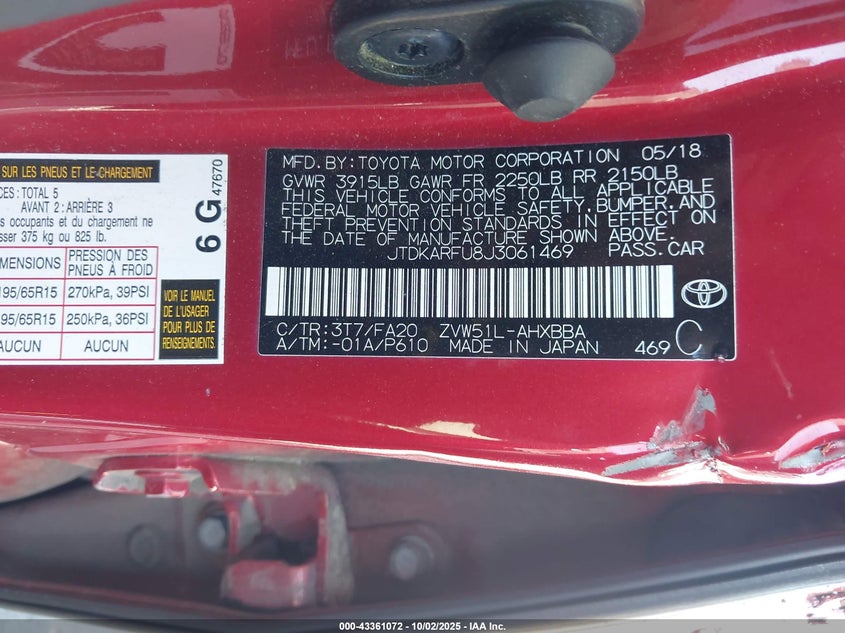 SUR LES PNEUS ET LE CHARGEMENT
TOTAL 5
AVANT 2 : ARRIÈRE 3
occupants et du chargement ne
375 kg ou 825 lb.
PRESSION DES PNEUS À FROID
95/65R15 270kPa, 39PSI
95/65R15 250kPa, 36PSI
AUCUN AUCUN
VOIR LE MANUEL
DE L'USAGER
POUR PLUS DE
RENSEIGNEMENTS.
6 G 47670
MFD. BY: TOYOTA MOTOR CORPORATION 05/18
GVWR 3915LB GAWR FR 2250LB RR 2150LB
THIS VEHICLE CONFORMS TO ALL APPLICABLE
FEDERAL MOTOR VEHICLE SAFETY, BUMPER, AND
THEFT PREVENTION STANDARDS IN EFFECT ON
THE DATE OF MANUFACTURE SHOWN ABOVE.
JTDKARFU8J3061469 PASS. CAR
C/TR: 3T7/FA20 ZVW51L-AHXBBA
A/TM: -01A/P610 MADE IN JAPAN 469 C
000-43361072 - 10/02/2025 - IAA Inc.